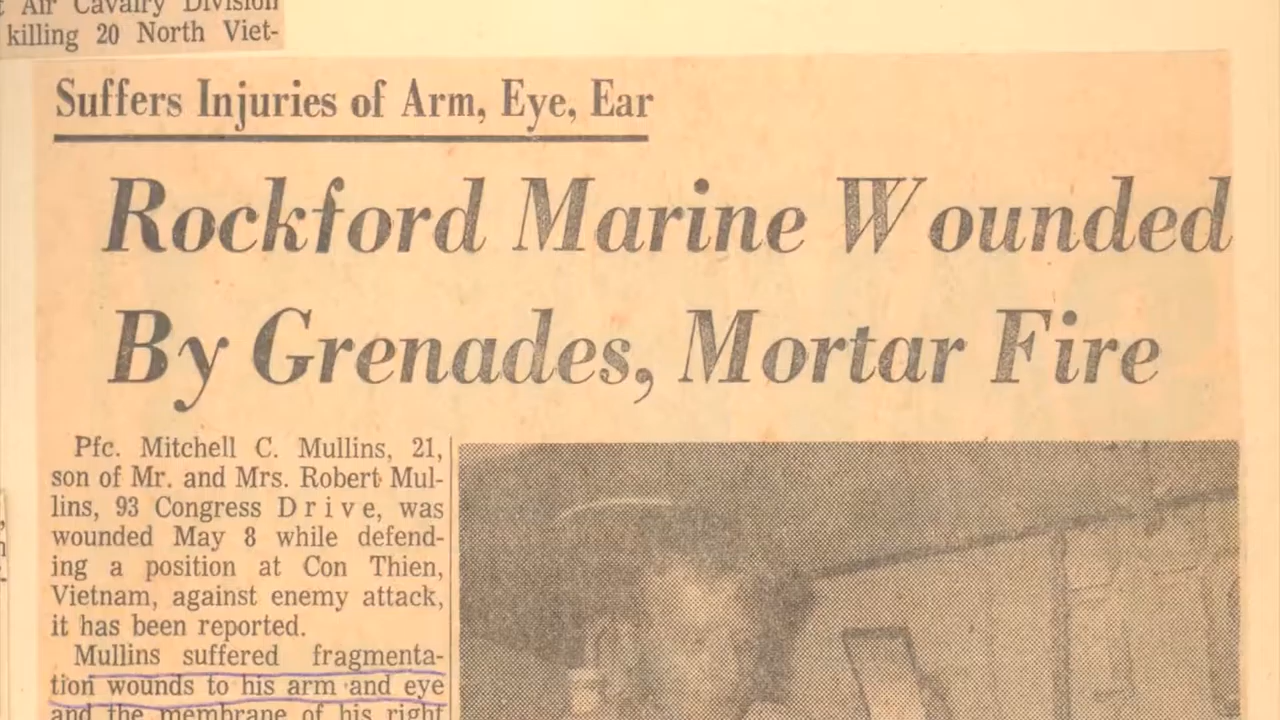 Air Cavalry Division
killing 20 North Viet-
Suffers Injuries of Arm, Eye, Ear
Rockford Marine Wounded
By Grenades, Mortar Fire
Pfc. Mitchell C. Mullins, 21,
son of Mr. and Mrs. Robert Mul-
lins, 93 Congress Drive, was
wounded May 8 while defend-
ing a position at Con Thien,
Vietnam, against enemy attack,
it has been reported.
Mullins suffered fragmenta-
tion wounds to his arm and eye
and the membrane of his right